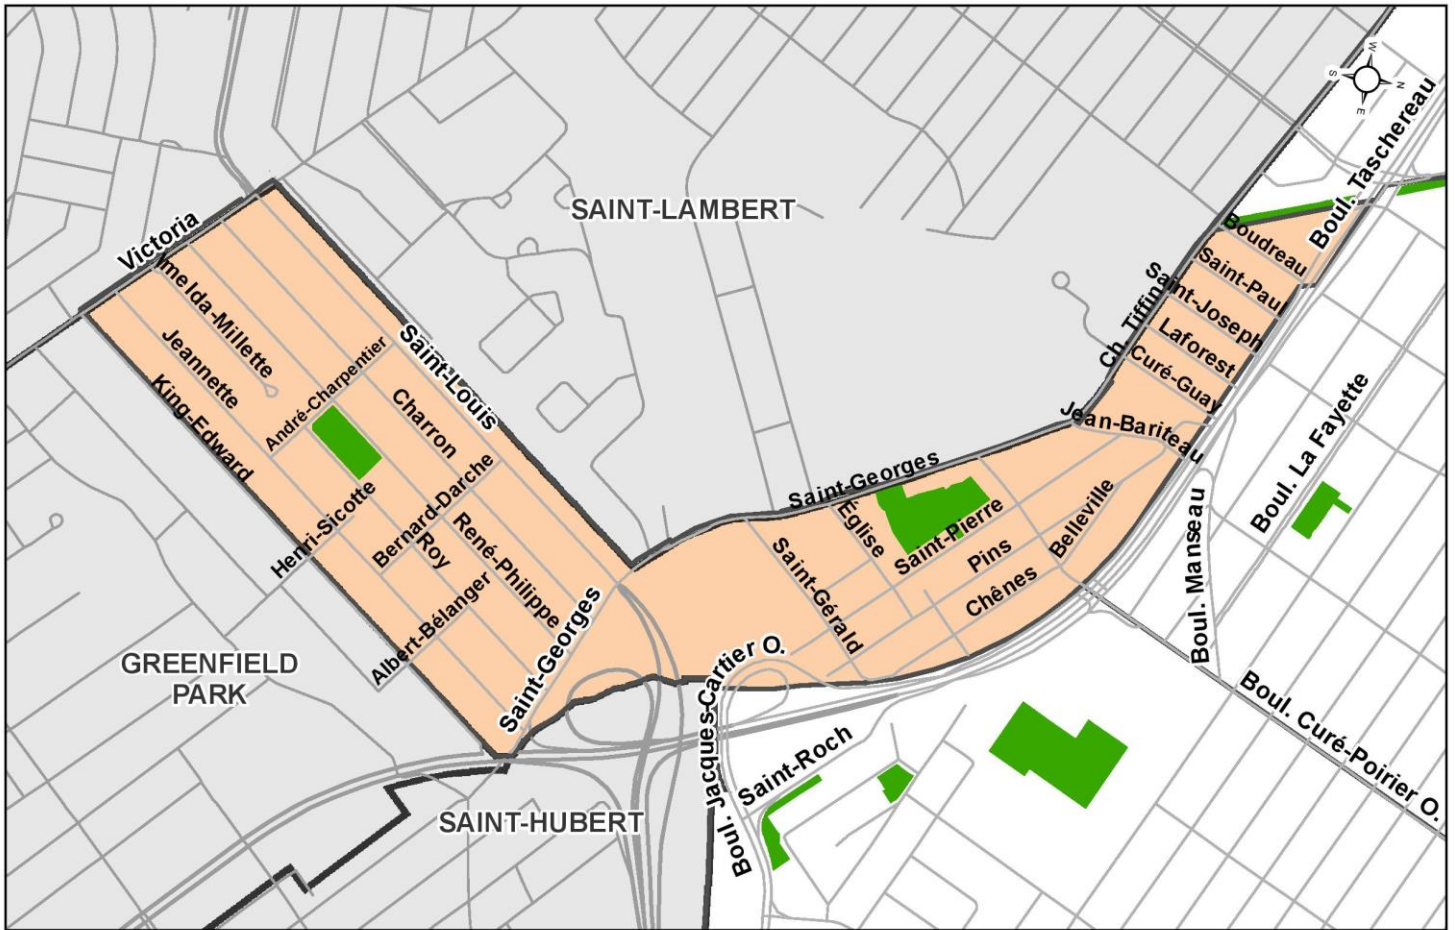 W
S
N
E
Boul. Taschereau
SAINT-LAMBERT
Victoria
Boudreau
Saint-Paul
Saint-Joseph
Ch. Tiffin
Laforest
Curé-Guay
Imelda-Millette
Jeannette
King-Edward
André-Charpentier
Saint-Louis
Charron
Jean-Bariteau
Boul. La Fayette
Saint-Georges
Église
Saint-Pierre
Pins
Belleville
Chênes
Saint-Gérald
Boul. Manseau
Henri-Sicotte
Bernard-Darche
Roy
René-Philippe
Albert-Bélanger
Saint-Georges
GREENFIELD
PARK
Boul. Jacques-Cartier O.
Boul. Curé-Poirier O.
Saint-Roch
SAINT-HUBERT